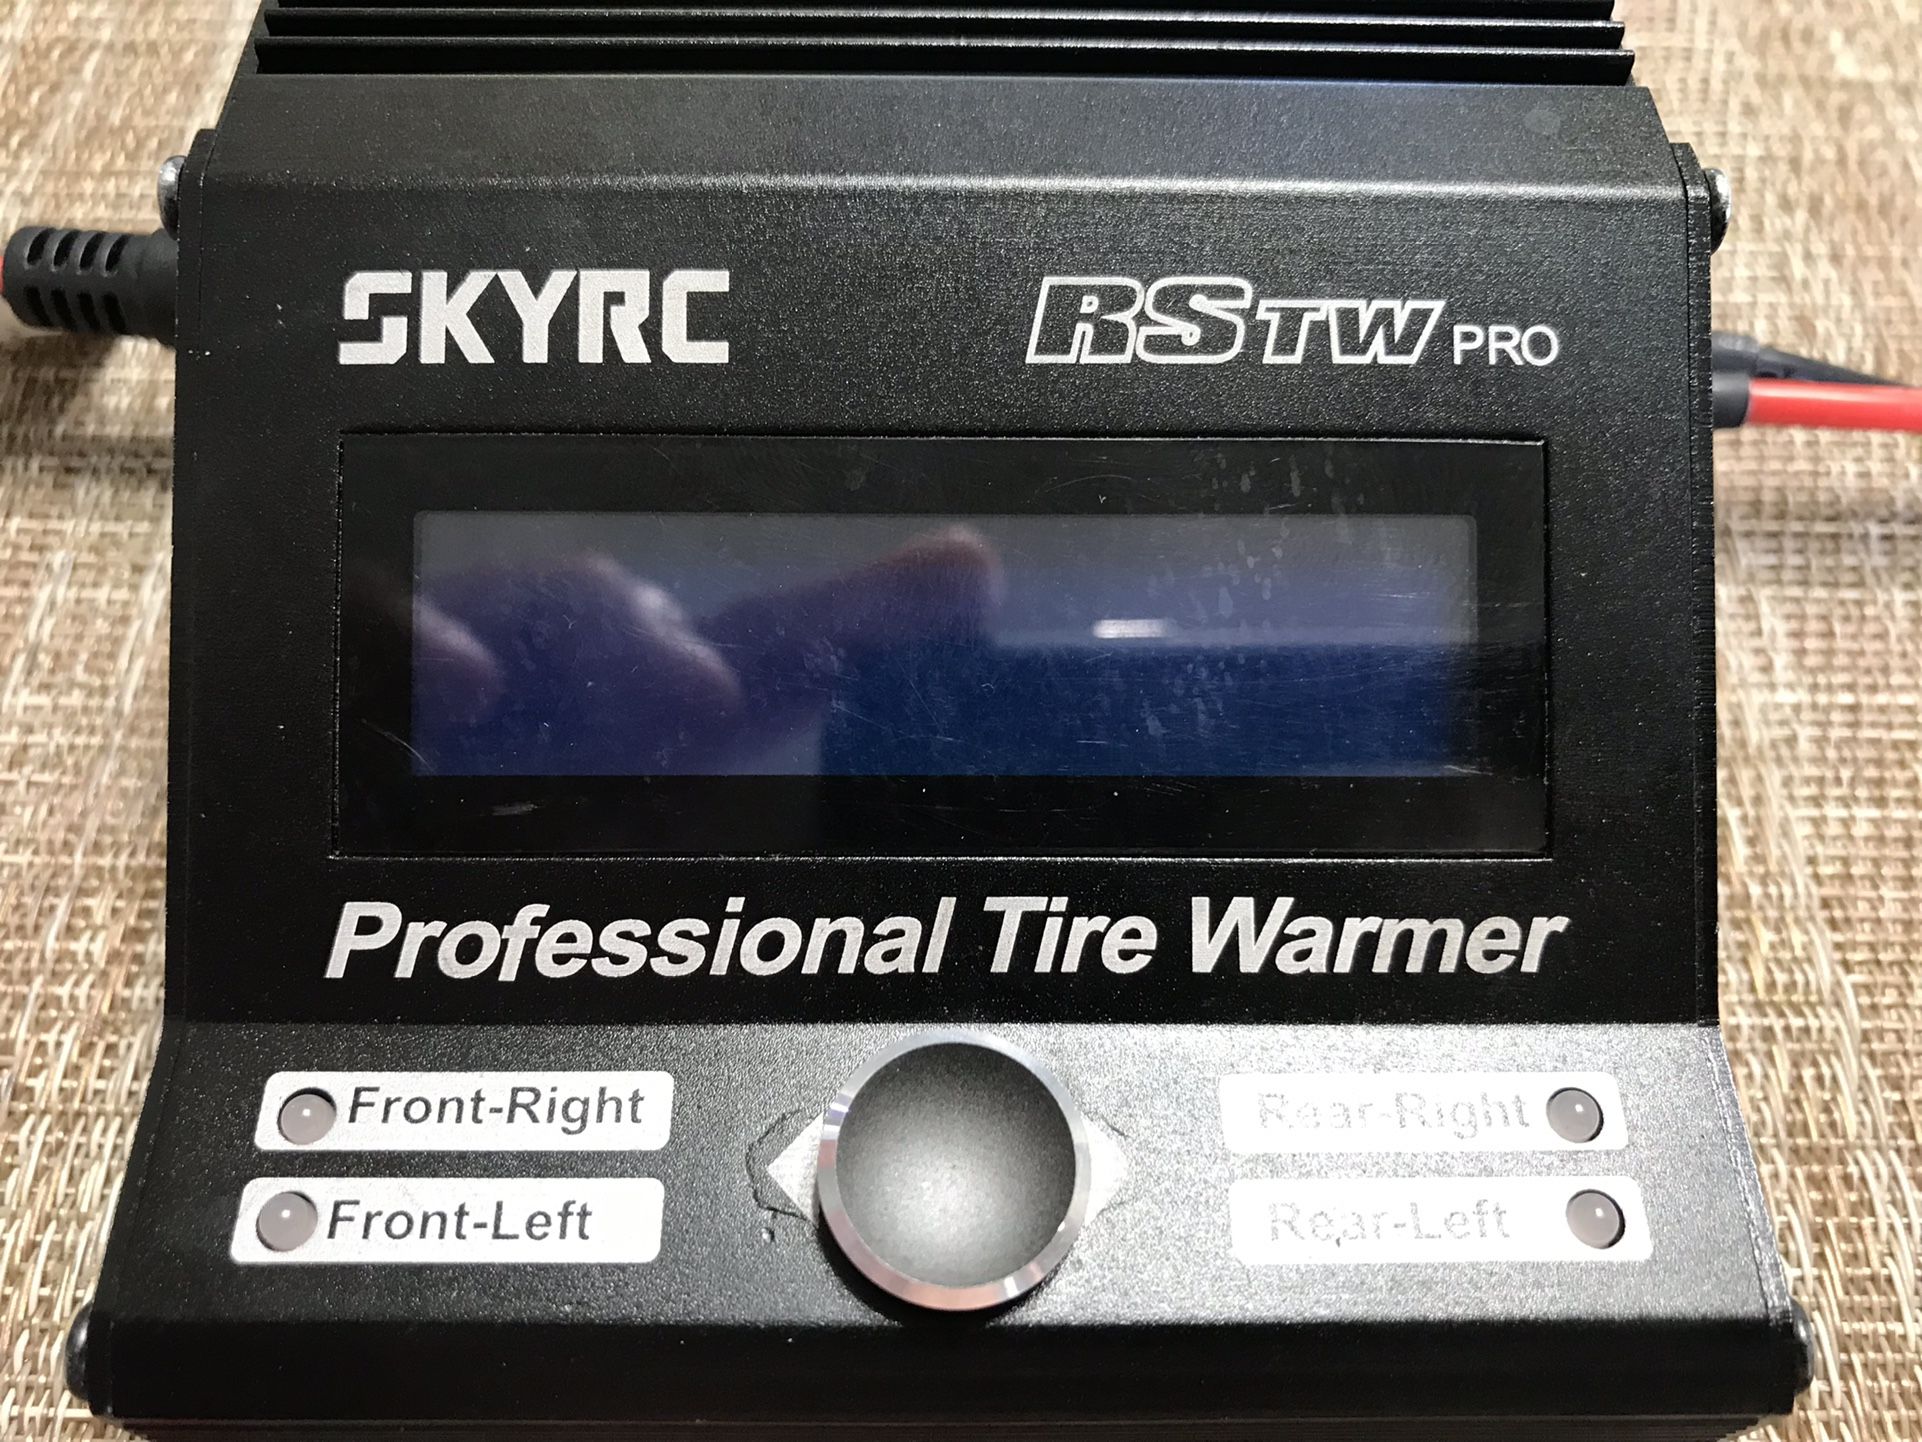 SKYRC
RSTW PRO
Professional Tire Warmer
Front-Right
Rear-Right
Front-Left
Rear-Left